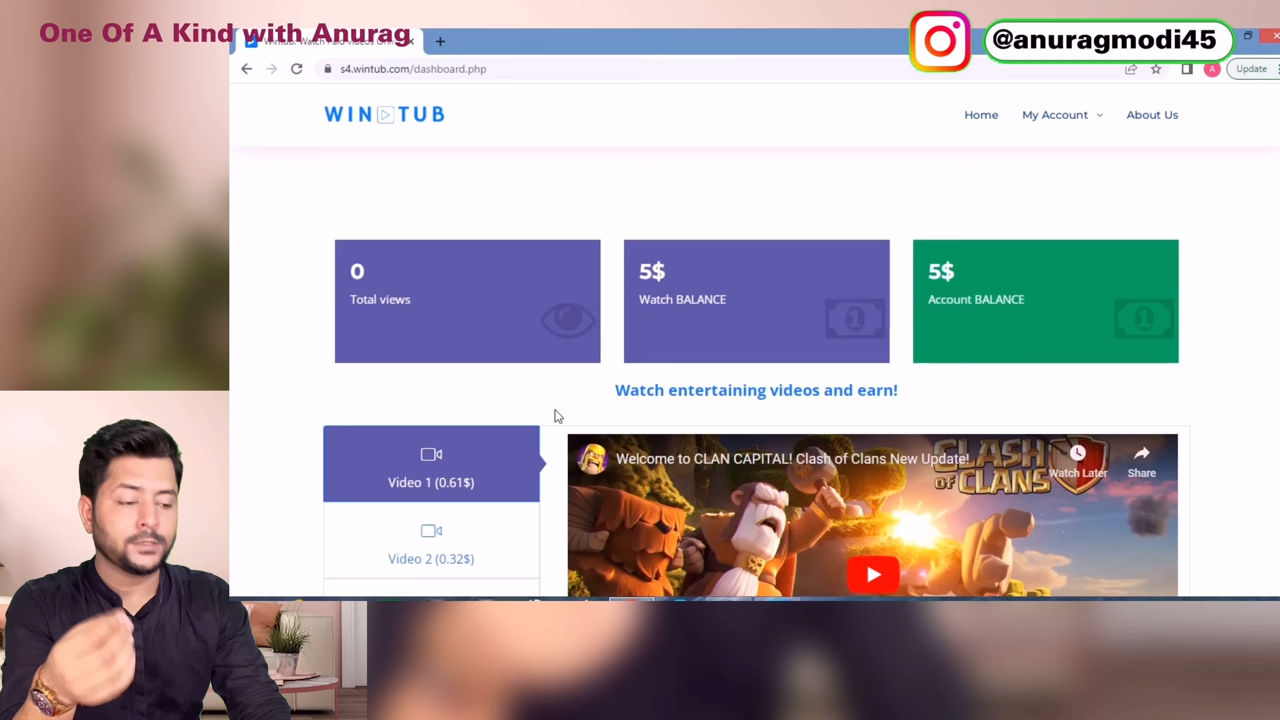 One Of A Kind with Anurag
@anuragmodi45
s4.wintub.com/dashboard.php
Update
WIN TUB
Home
My Account
About Us
0
Total views
5$
Watch BALANCE
5$
Account BALANCE
Watch entertaining videos and earn!
Video 1 (0.61$)
Video 2 (0.32$)
Welcome to CLAN CAPITAL! Clash of Clans New Update!
Watch Later
Share
CLASH
OF CLANS